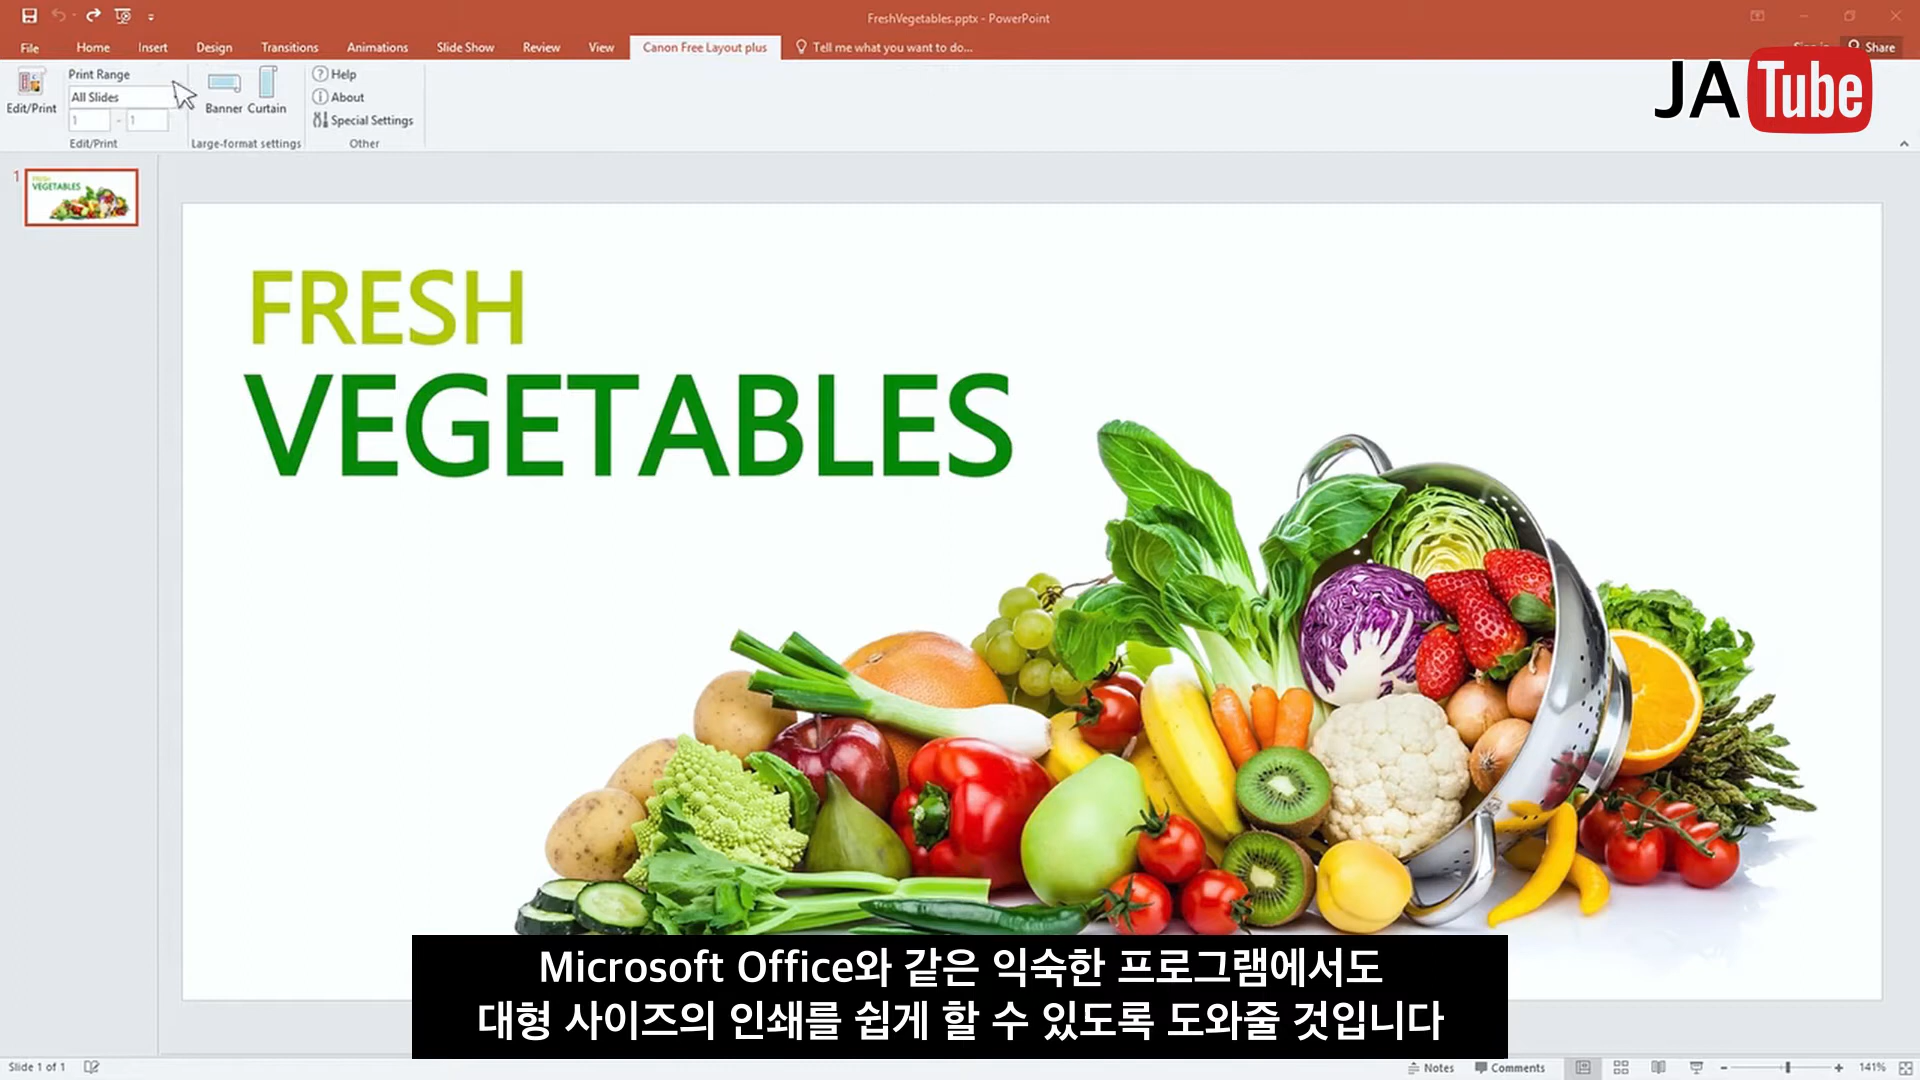 FreshVegetables.pptx - PowerPoint
File Home Insert Design Transitions Animations Slide Show Review View Canon Free Layout plus Tell me what you want to do... Share
JA Tube
Edit/Print
Print Range
All Slides
1 - 1
Edit/Print
Banner Curtain
Large-format settings
Help
About
Special Settings
Other
1
FRESH
VEGETABLES
FRESH
VEGETABLES
Microsoft Office와 같은 익숙한 프로그램에서도
대형 사이즈의 인쇄를 쉽게 할 수 있도록 도와줄 것입니다
Slide 1 of 1 Notes Comments 141%